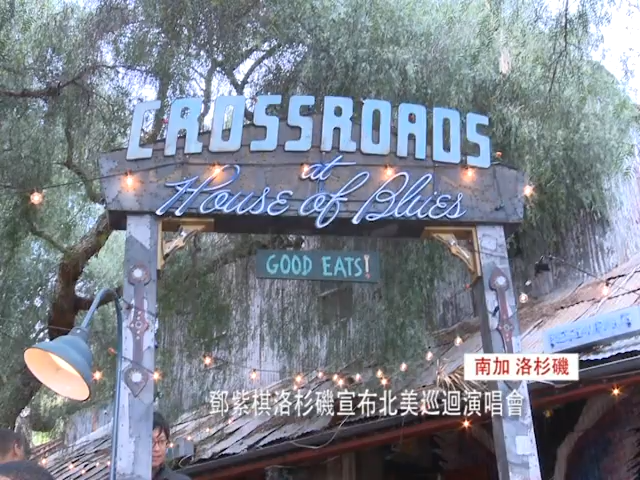 CROSSROADS
at
House of Blues
GOOD EATS!
南加 洛杉磯
鄧紫棋洛杉磯宣布北美巡迴演唱會